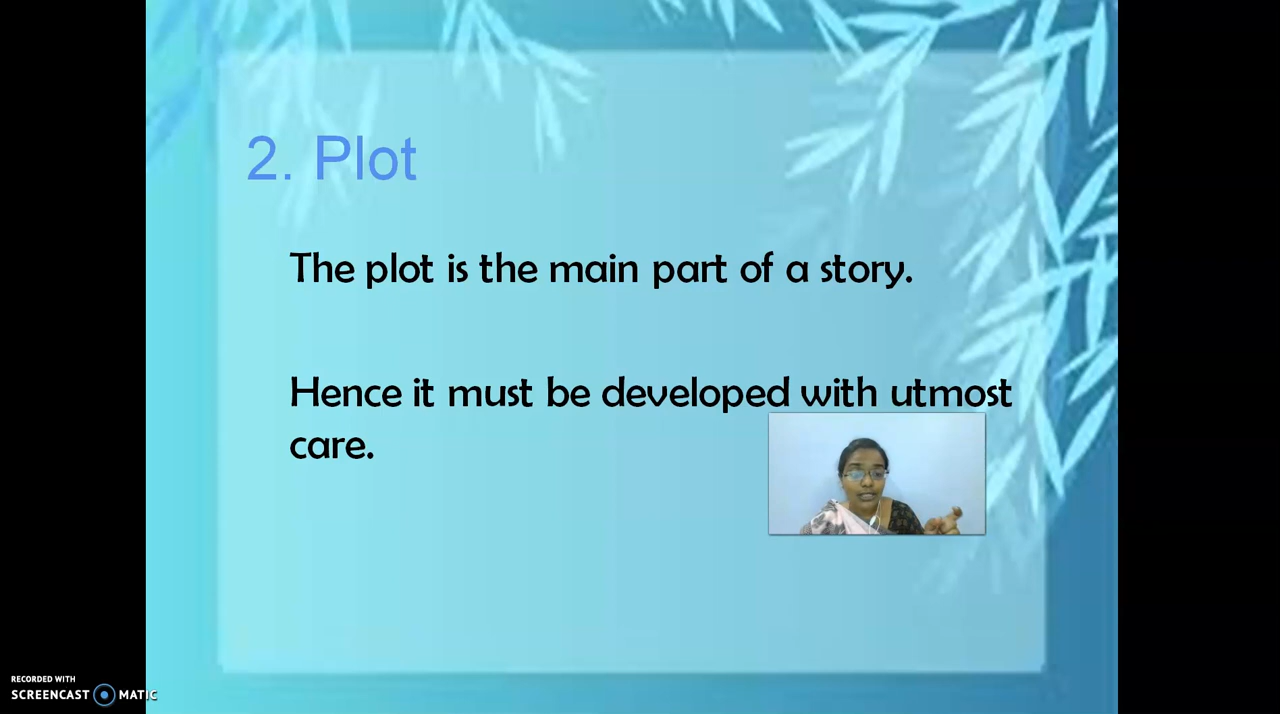 2. Plot
The plot is the main part of a story.
Hence it must be developed with utmost
care.
RECORDED WITH
SCREENCAST MATIC